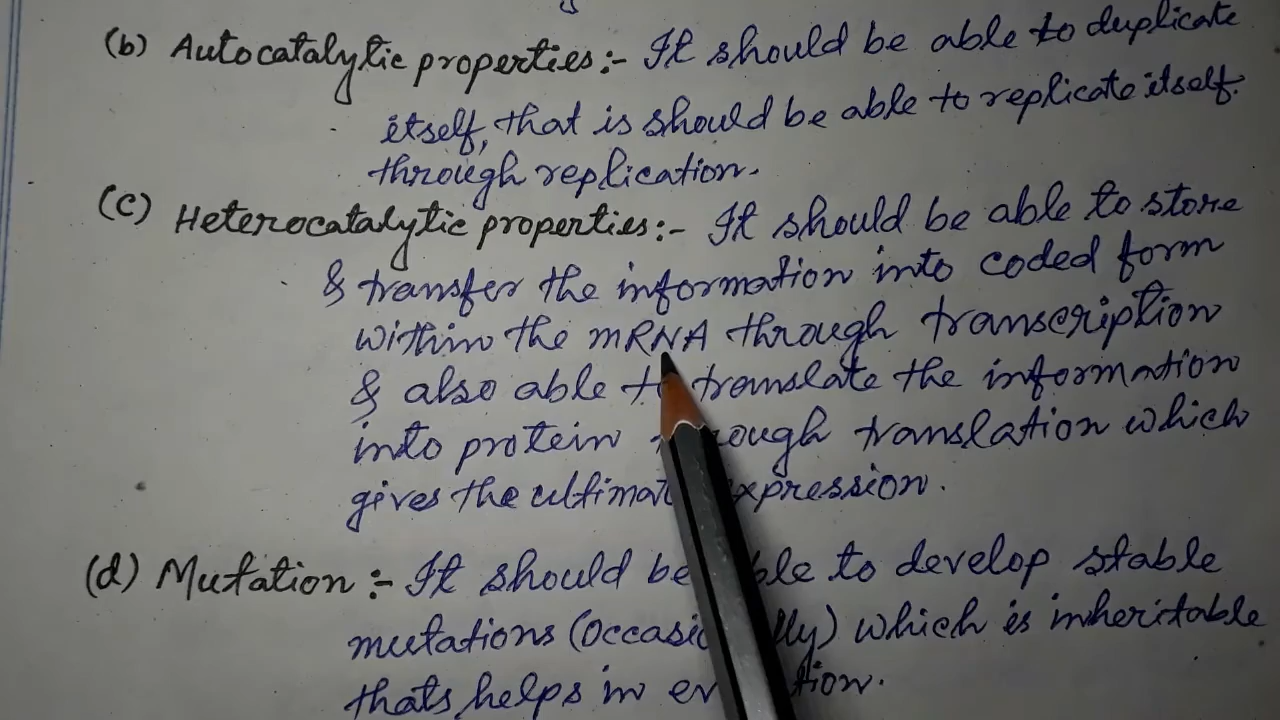 (b) Autocatalytic properties:- It should be able to duplicate
itself, that is should be able to replicate itself.
through replication.
(c) Heterocatalytic properties:- It should be able to store
& transfer the information into coded form
within the mRNA through transcription
& also able to translate the information
into protein through translation which
gives the ultimate expression.
(d) Mutation:- It should be able to develop stable
mutations (occasionally) which is inheritable
thats helps in evolution.